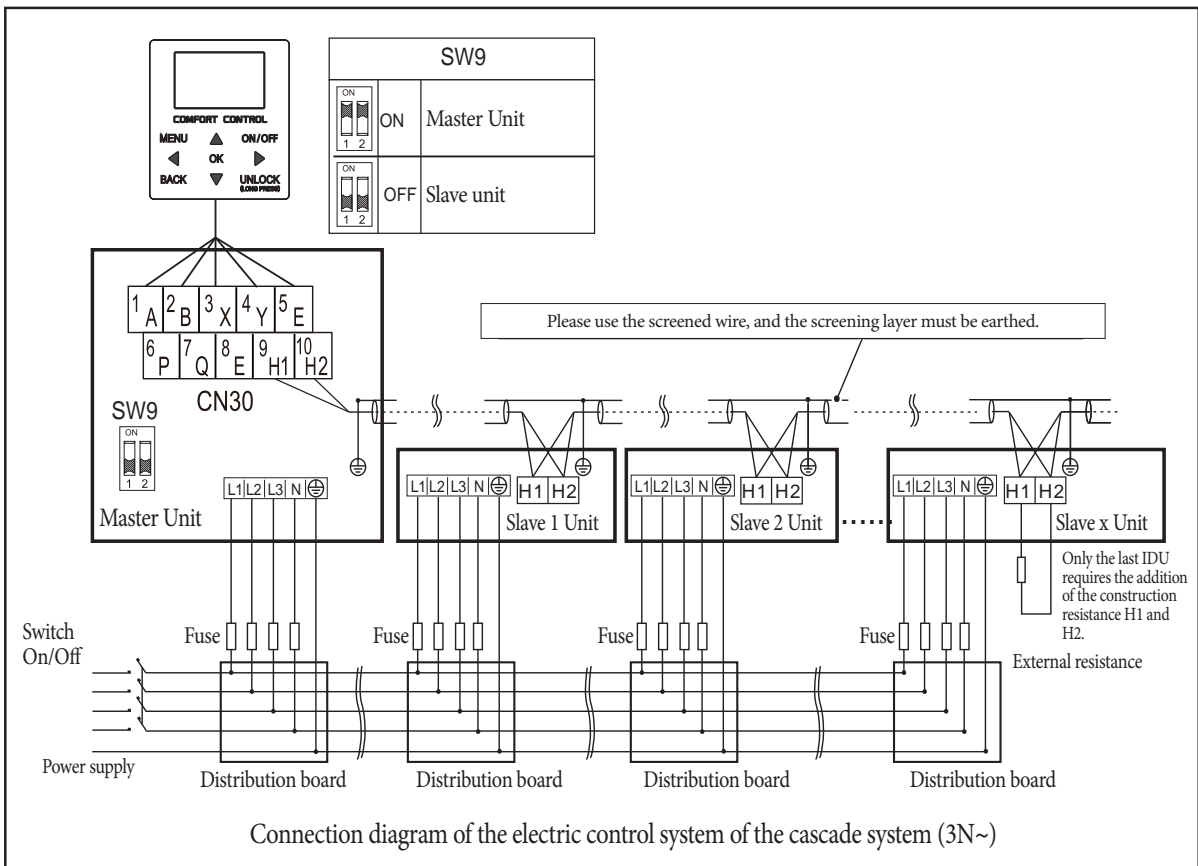 SW9
ON
1 2
ON
Master Unit
ON
1 2
OFF
Slave unit
COMFORT CONTROL
MENU
ON/OFF
OK
BACK
UNLOCK
(LONG PRESS)
1 A
2 B
3 X
4 Y
5 E
6 P
7 Q
8 E
9 H1
10 H2
CN30
SW9
ON
1 2
Master Unit
L1 L2 L3 N
Please use the screened wire, and the screening layer must be earthed.
L1 L2 L3 N
H1 H2
Slave 1 Unit
L1 L2 L3 N
H1 H2
Slave 2 Unit
L1 L2 L3 N
H1 H2
Slave x Unit
Only the last IDU
requires the addition
of the construction
resistance H1 and
H2.
External resistance
Switch
On/Off
Fuse
Fuse
Fuse
Fuse
Power supply
Distribution board
Distribution board
Distribution board
Distribution board
Connection diagram of the electric control system of the cascade system (3N~)